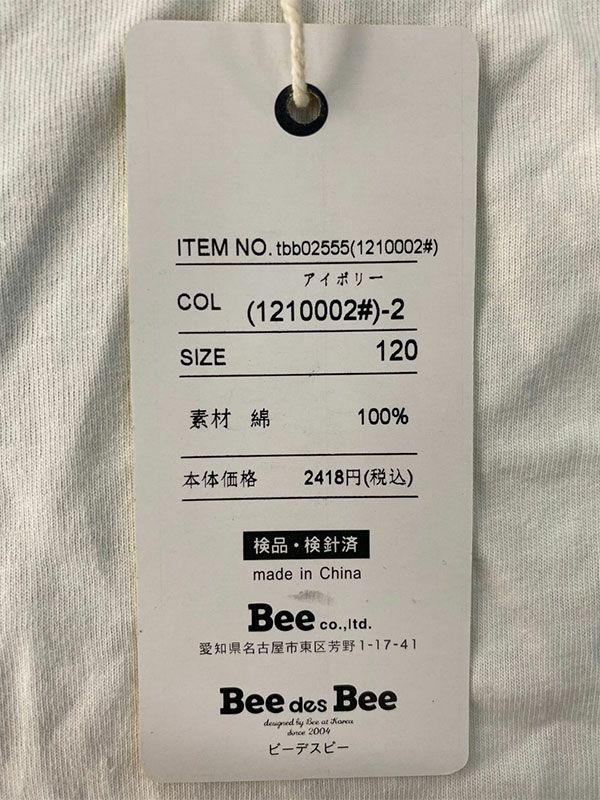 ITEM NO. tbb02555(1210002#)
アイボリー
COL (1210002#)-2
SIZE 120
素材 綿 100%
本体価格 2418円(税込)
検品・検針済
made in China
Bee co.,ltd.
愛知県名古屋市東区芳野1-17-41
Bee des Bee
designed by Bee at Korea
since 2004
ビーデスビー